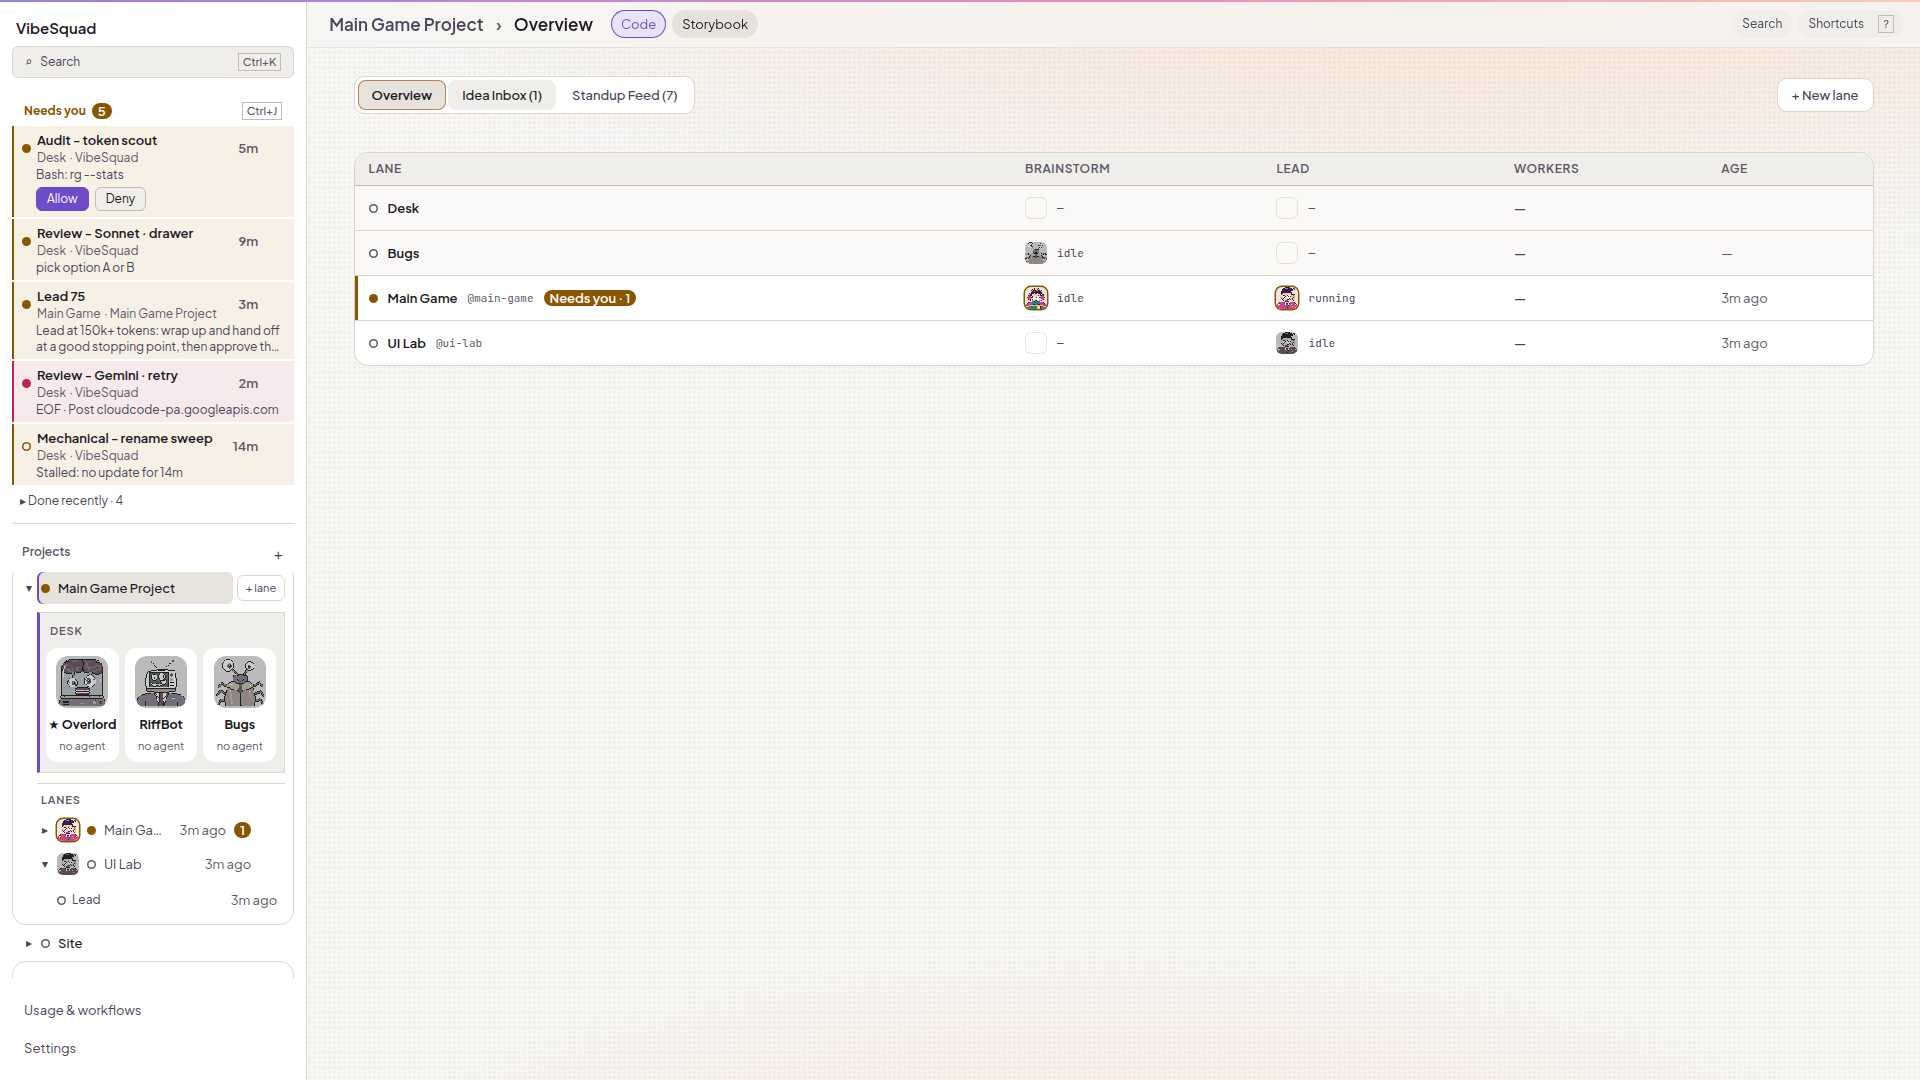 VibeSquad
Search Ctrl+K
Needs you 5 Ctrl+J
Audit – token scout 5m
Desk · VibeSquad
Bash: rg --stats
Allow Deny
Review – Sonnet · drawer 9m
Desk · VibeSquad
pick option A or B
Lead 75 3m
Main Game · Main Game Project
Lead at 150k+ tokens: wrap up and hand off
at a good stopping point, then approve th…
Review – Gemini · retry 2m
Desk · VibeSquad
EOF · Post cloudcode-pa.googleapis.com
Mechanical – rename sweep 14m
Desk · VibeSquad
Stalled: no update for 14m
▸ Done recently · 4
Projects +
▾ Main Game Project + lane
DESK
★ Overlord RiffBot Bugs
no agent no agent no agent
LANES
▸ Main Ga… 3m ago 1
▾ UI Lab 3m ago
Lead 3m ago
▸ Site
Usage & workflows
Settings
Main Game Project › Overview Code Storybook Search Shortcuts ?
Overview Idea Inbox (1) Standup Feed (7) + New lane
LANE BRAINSTORM LEAD WORKERS AGE
Desk – – —
Bugs idle – — —
Main Game @main-game Needs you · 1 idle running — 3m ago
UI Lab @ui-lab – idle — 3m ago